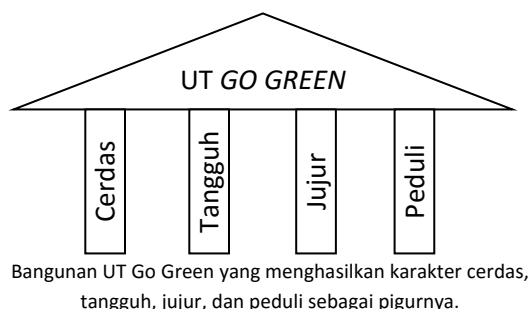 UT GO GREEN
Cerdas
Tangguh
Jujur
Peduli
Bangunan UT Go Green yang menghasilkan karakter cerdas,
tangguh, jujur, dan peduli sebagai pigurnya.